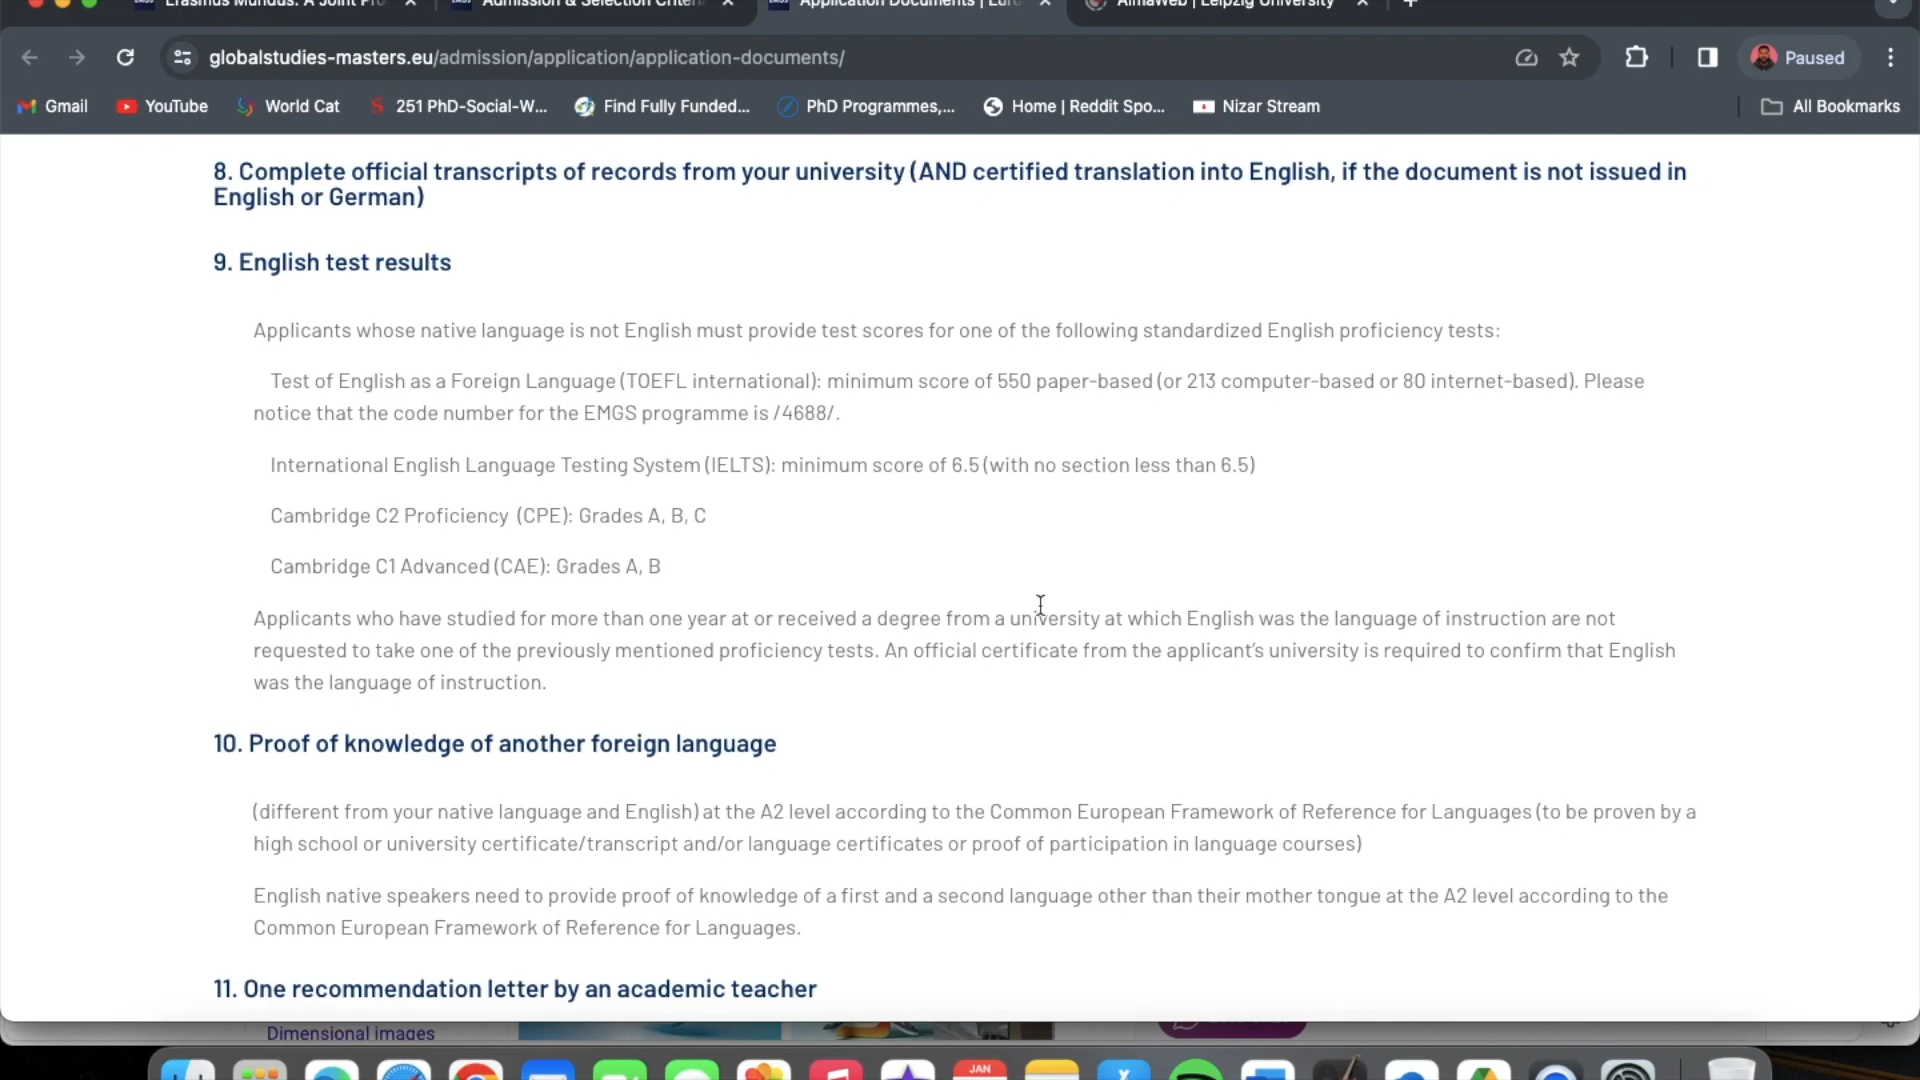 Erasmus Mundus: A Joint Pro
Admission & Selection Criteri
Application Documents | Euro
AlmaWeb | Leipzig University
globalstudies-masters.eu/admission/application/application-documents/
Paused
Gmail
YouTube
World Cat
251 PhD-Social-W...
Find Fully Funded...
PhD Programmes,...
Home | Reddit Spo...
Nizar Stream
All Bookmarks
8. Complete official transcripts of records from your university (AND certified translation into English, if the document is not issued in
English or German)
9. English test results
Applicants whose native language is not English must provide test scores for one of the following standardized English proficiency tests:
Test of English as a Foreign Language (TOEFL international): minimum score of 550 paper-based (or 213 computer-based or 80 internet-based). Please
notice that the code number for the EMGS programme is /4688/.
International English Language Testing System (IELTS): minimum score of 6.5 (with no section less than 6.5)
Cambridge C2 Proficiency (CPE): Grades A, B, C
Cambridge C1 Advanced (CAE): Grades A, B
Applicants who have studied for more than one year at or received a degree from a university at which English was the language of instruction are not
requested to take one of the previously mentioned proficiency tests. An official certificate from the applicant's university is required to confirm that English
was the language of instruction.
10. Proof of knowledge of another foreign language
(different from your native language and English) at the A2 level according to the Common European Framework of Reference for Languages (to be proven by a
high school or university certificate/transcript and/or language certificates or proof of participation in language courses)
English native speakers need to provide proof of knowledge of a first and a second language other than their mother tongue at the A2 level according to the
Common European Framework of Reference for Languages.
11. One recommendation letter by an academic teacher
Dimensional images
JAN